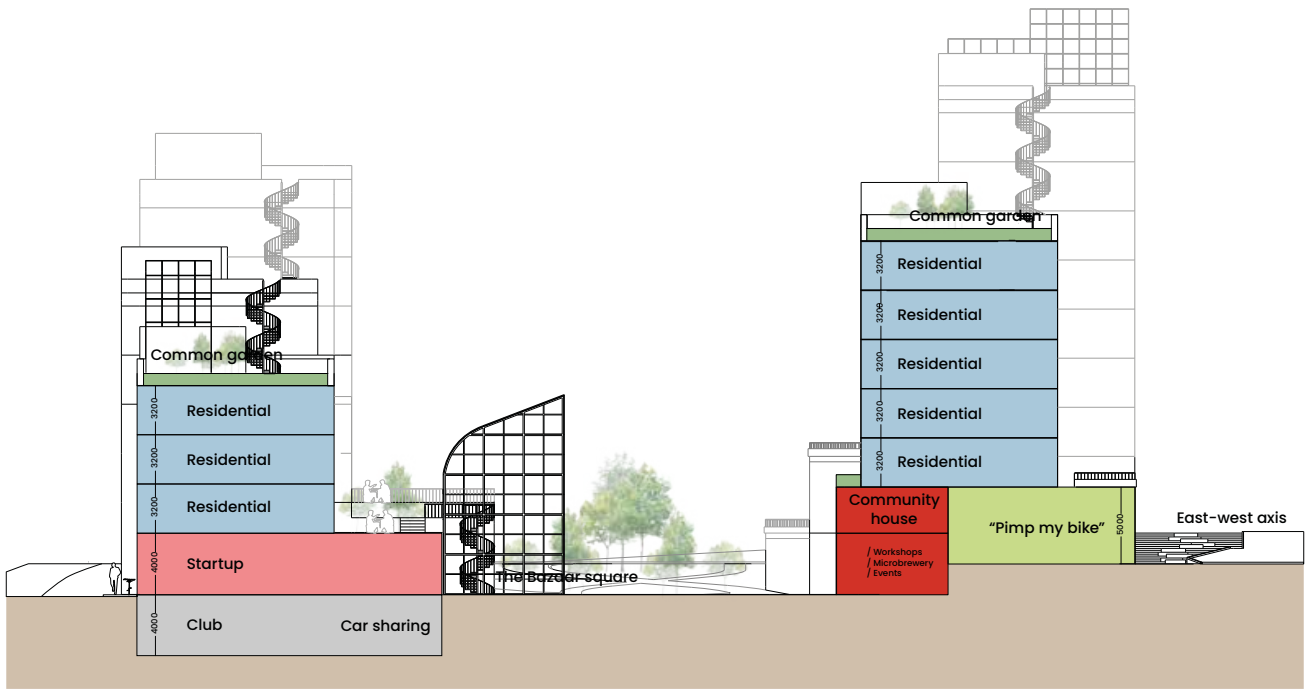 Common garden
3200
Residential
3200
Residential
3200
Residential
3200
Residential
3200
Residential
Common garden
3200
Residential
3200
Residential
3200
Residential
4000
Startup
4000
Club
Car sharing
The Bazaar square
Community
house
/ Workshops
/ Microbrewery
/ Events
“Pimp my bike”
5000
East-west axis